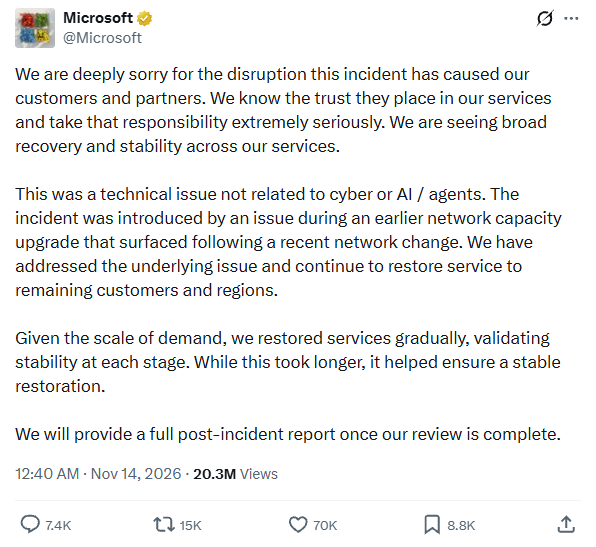 Microsoft
@Microsoft
We are deeply sorry for the disruption this incident has caused our
customers and partners. We know the trust they place in our services
and take that responsibility extremely seriously. We are seeing broad
recovery and stability across our services.
This was a technical issue not related to cyber or AI / agents. The
incident was introduced by an issue during an earlier network capacity
upgrade that surfaced following a recent network change. We have
addressed the underlying issue and continue to restore service to
remaining customers and regions.
Given the scale of demand, we restored services gradually, validating
stability at each stage. While this took longer, it helped ensure a stable
restoration.
We will provide a full post-incident report once our review is complete.
12:40 AM · Nov 14, 2026 · 20.3M Views
7.4K 15K 70K 8.8K